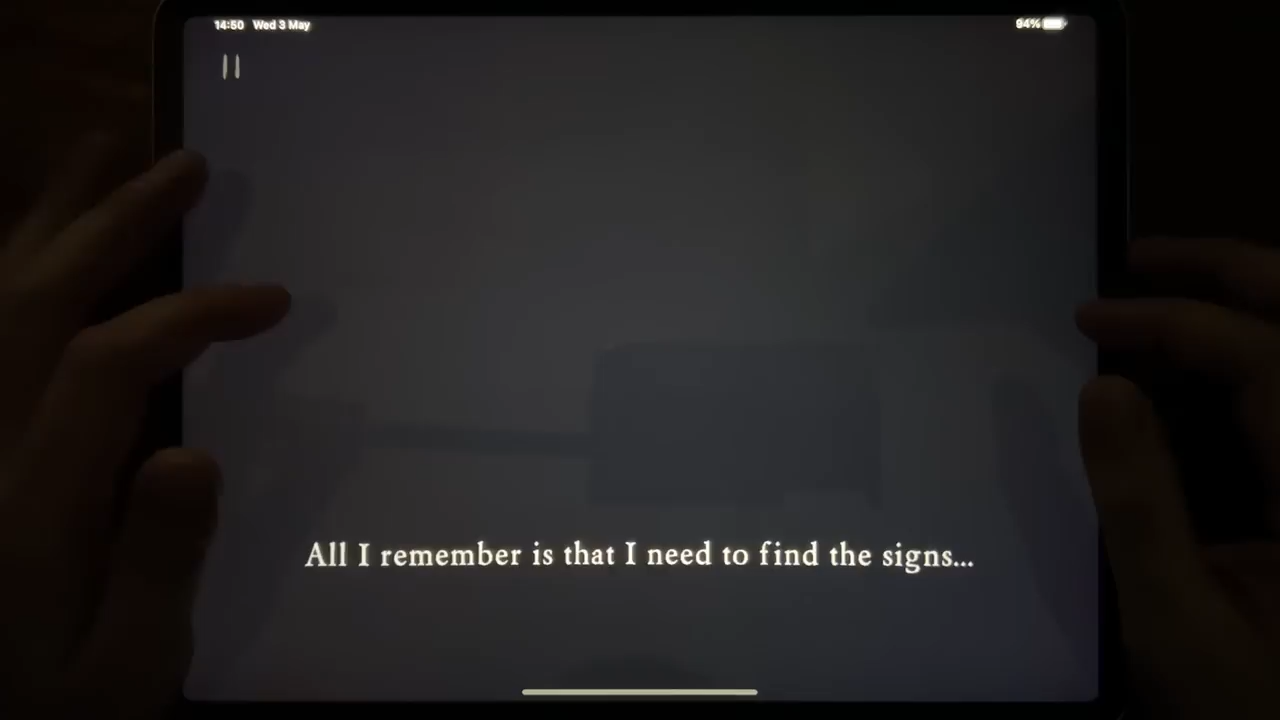 14:50 Wed 3 May 94%
All I remember is that I need to find the signs...